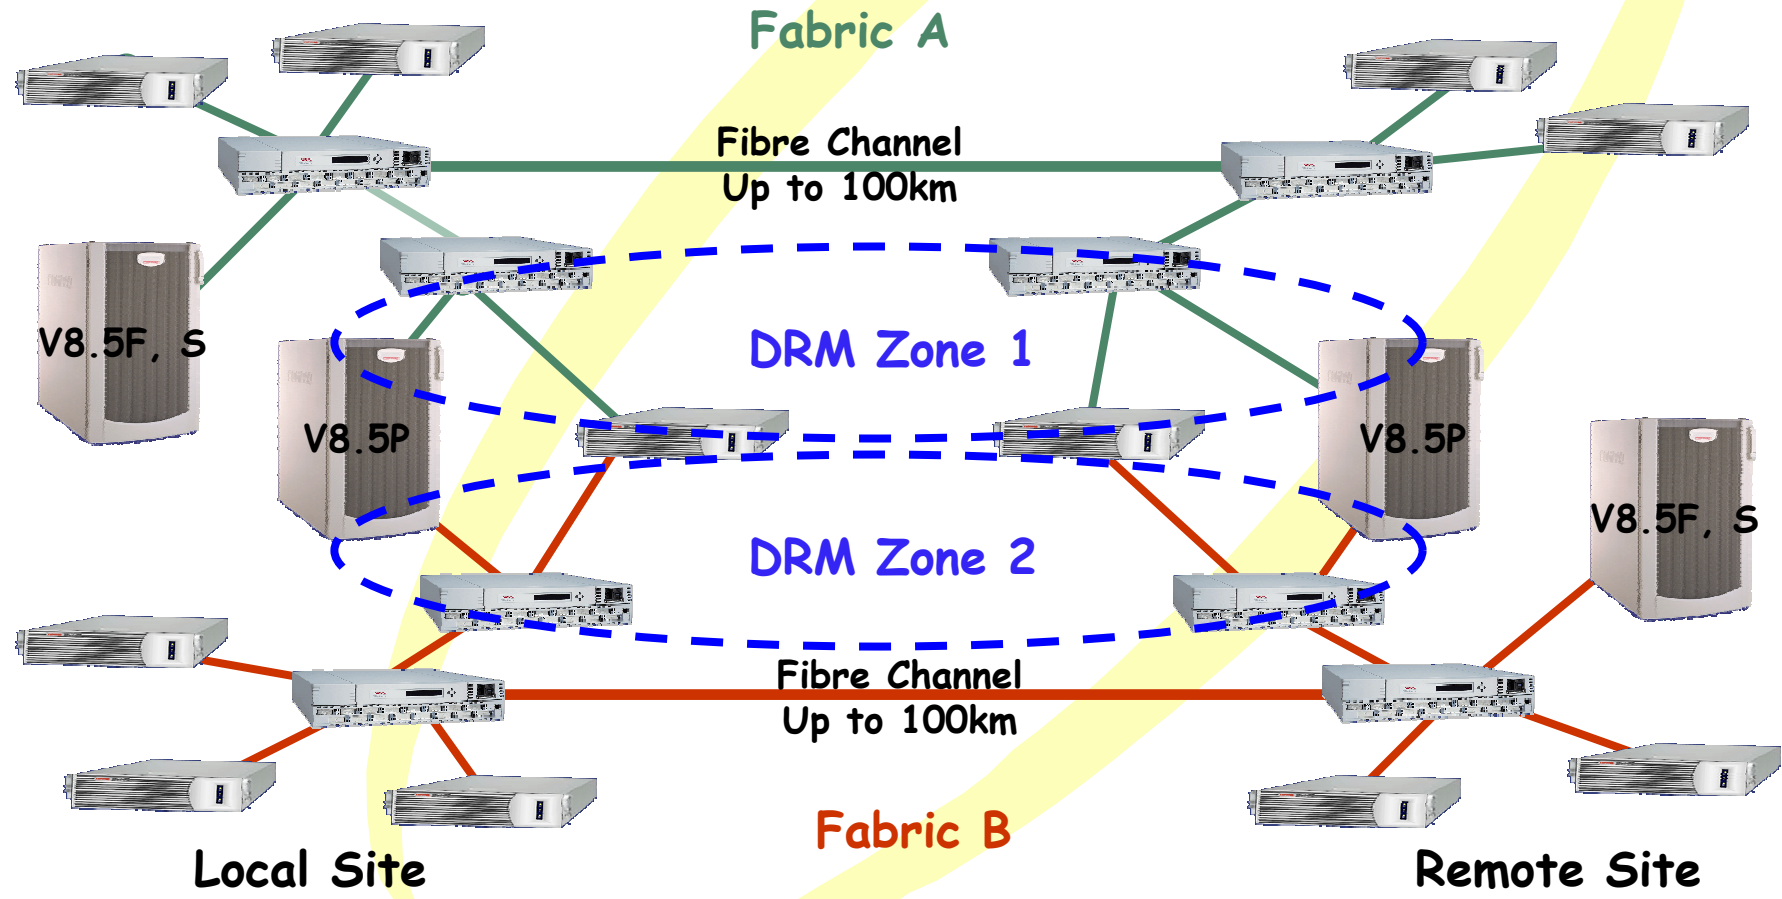 Fabric A
Fibre Channel
Up to 100km
V8.5F, S
DRM Zone 1
V8.5P
V8.5P
V8.5F, S
DRM Zone 2
Fibre Channel
Up to 100km
Fabric B
Local Site
Remote Site